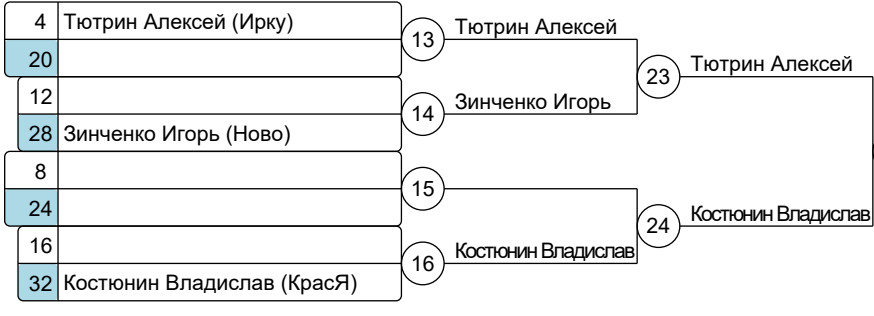 4 Тютрин Алексей (Ирку)
20
13 Тютрин Алексей
12
28 Зинченко Игорь (Ново)
14 Зинченко Игорь
23 Тютрин Алексей
8
24
15
16
32 Костюнин Владислав (КрасЯ)
16 Костюнин Владислав
24 Костюнин Владислав